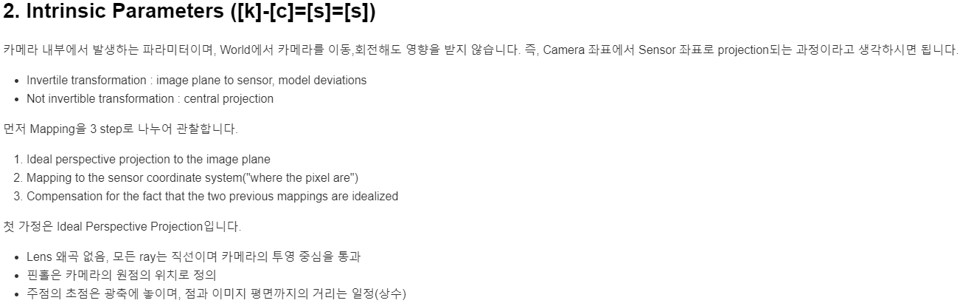 2. Intrinsic Parameters ([k]-[c]=[s]=[s])
카메라 내부에서 발생하는 파라미터이며, World에서 카메라를 이동,회전해도 영향을 받지 않습니다. 즉, Camera 좌표에서 Sensor 좌표로 projection되는 과정이라고 생각하시면 됩니다.
• Invertile transformation : image plane to sensor, model deviations
• Not invertible transformation : central projection
먼저 Mapping을 3 step로 나누어 관찰합니다.
1. Ideal perspective projection to the image plane
2. Mapping to the sensor coordinate system("where the pixel are")
3. Compensation for the fact that the two previous mappings are idealized
첫 가정은 Ideal Perspective Projection입니다.
• Lens 왜곡 없음, 모든 ray는 직선이며 카메라의 투영 중심을 통과
• 핀홀은 카메라의 원점의 위치로 정의
• 주점의 초점은 광축에 놓이며, 점과 이미지 평면까지의 거리는 일정(상수)